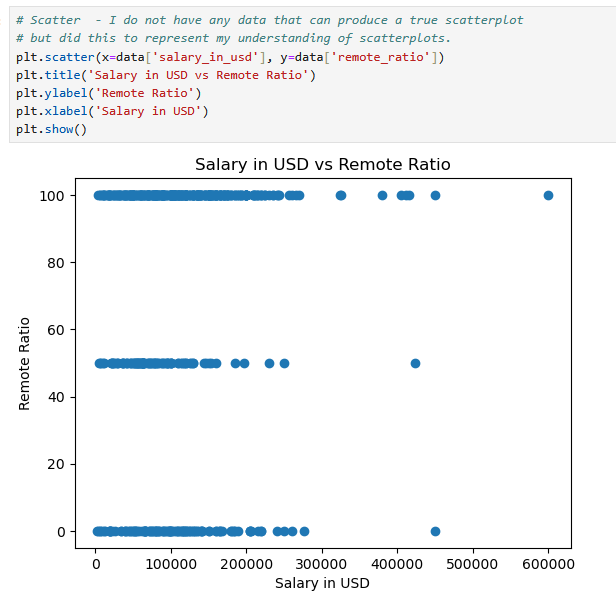 # Scatter  - I do not have any data that can produce a true scatterplot
# but did this to represent my understanding of scatterplots.
plt.scatter(x=data['salary_in_usd'], y=data['remote_ratio'])
plt.title('Salary in USD vs Remote Ratio')
plt.ylabel('Remote Ratio')
plt.xlabel('Salary in USD')
plt.show()
Salary in USD vs Remote Ratio
Remote Ratio
100
80
60
40
20
0
0 100000 200000 300000 400000 500000 600000
Salary in USD